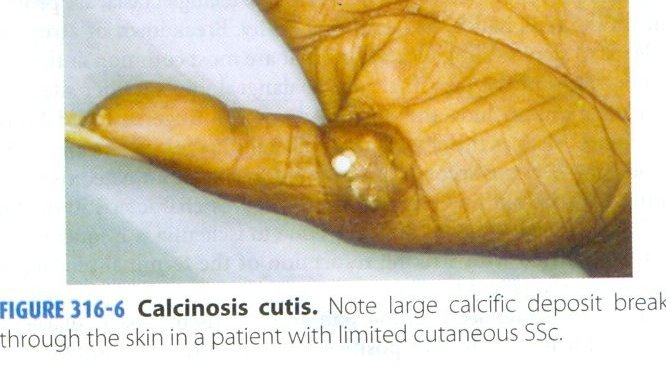 FIGURE 316-6 Calcinosis cutis. Note large calcific deposit break
through the skin in a patient with limited cutaneous SSc.